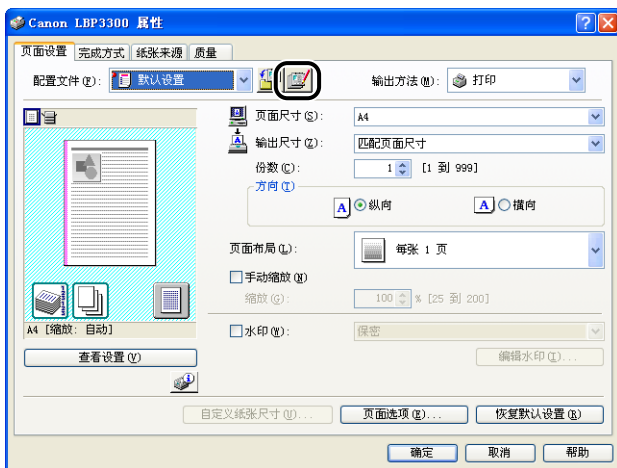 Canon LBP3300 属性
页面设置 完成方式 纸张来源 质量
配置文件(F): 默认设置 输出方法(M): 打印
页面尺寸(S): A4
输出尺寸(Z): 匹配页面尺寸
份数(C): 1 [1 到 999]
方向(T)
A 纵向 A 横向
页面布局(L): 每张 1 页
手动缩放(N)
缩放(G): 100 % [25 到 200]
A4 [缩放: 自动]
水印(W): 保密
查看设置(V) 编辑水印(I)...
自定义纸张尺寸(U)... 页面选项(E)... 恢复默认设置(R)
确定 取消 帮助